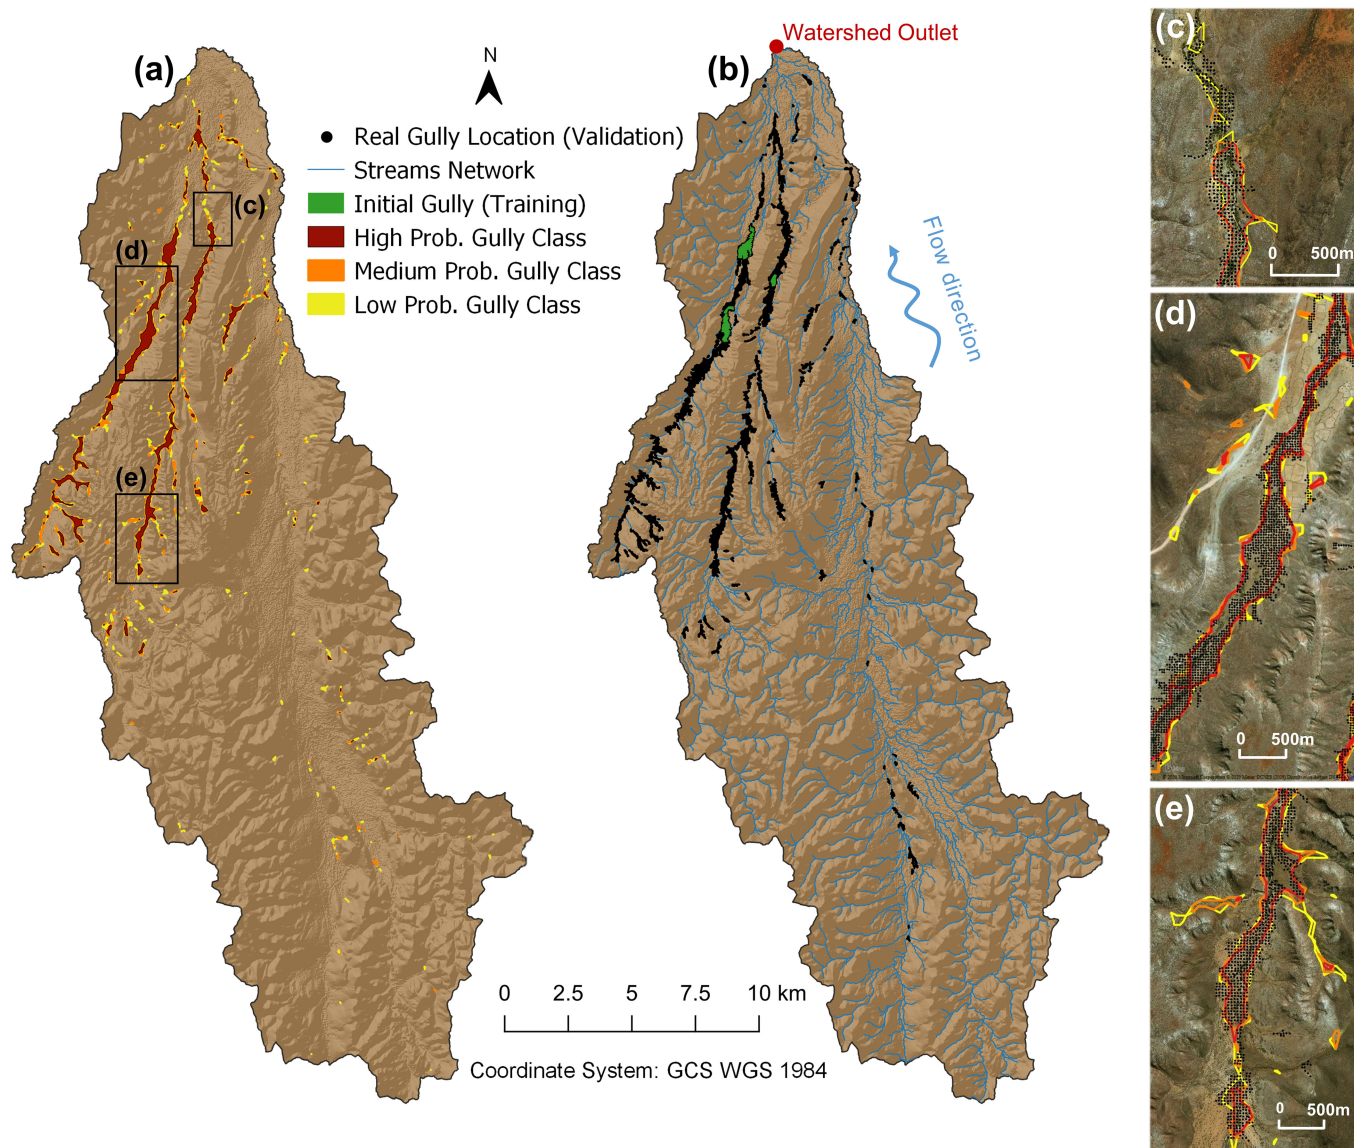 Watershed Outlet
(a)
N
(b)
(c)
Real Gully Location (Validation)
Streams Network
Initial Gully (Training)
High Prob. Gully Class
Medium Prob. Gully Class
Low Prob. Gully Class
(c)
(d)
(e)
Flow direction
0 500m
(d)
0 500m
(e)
0 500m
0 2.5 5 7.5 10 km
Coordinate System: GCS WGS 1984